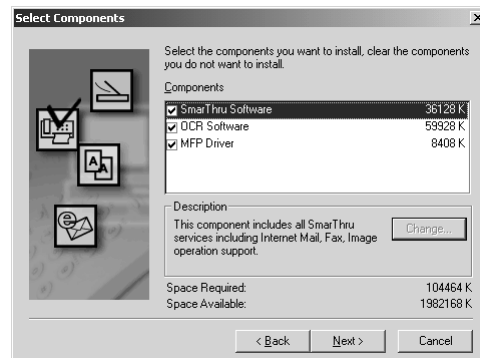 Select Components
Select the components you want to install, clear the components
you do not want to install.
Components
SmarThru Software 36128 K
OCR Software 59928 K
MFP Driver 8408 K
Description
This component includes all SmarThru
services including Internet Mail, Fax, Image
operation support.
Change...
Space Required: 104464 K
Space Available: 1982168 K
< Back Next > Cancel